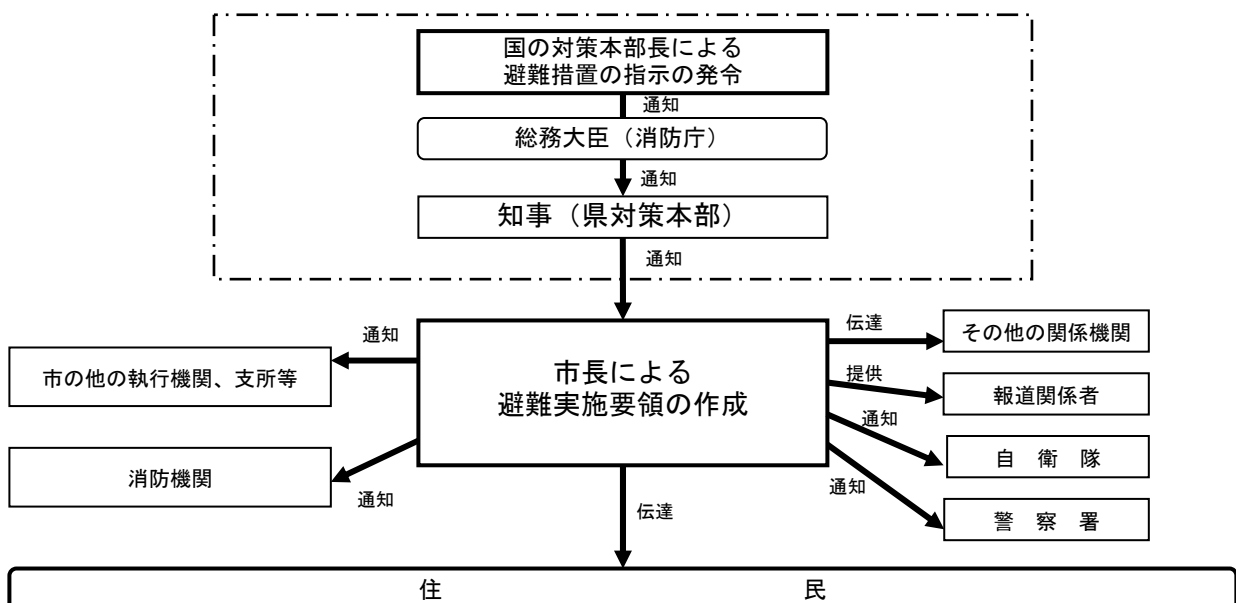 国の対策本部長による
避難措置の指示の発令
通知
総務大臣（消防庁）
通知
知事（県対策本部）
通知
通知
市の他の執行機関、支所等
消防機関
通知
市長による
避難実施要領の作成
伝達
その他の関係機関
提供
報道関係者
通知
自　衛　隊
通知
警　察　署
伝達
住　　　　　　　　民